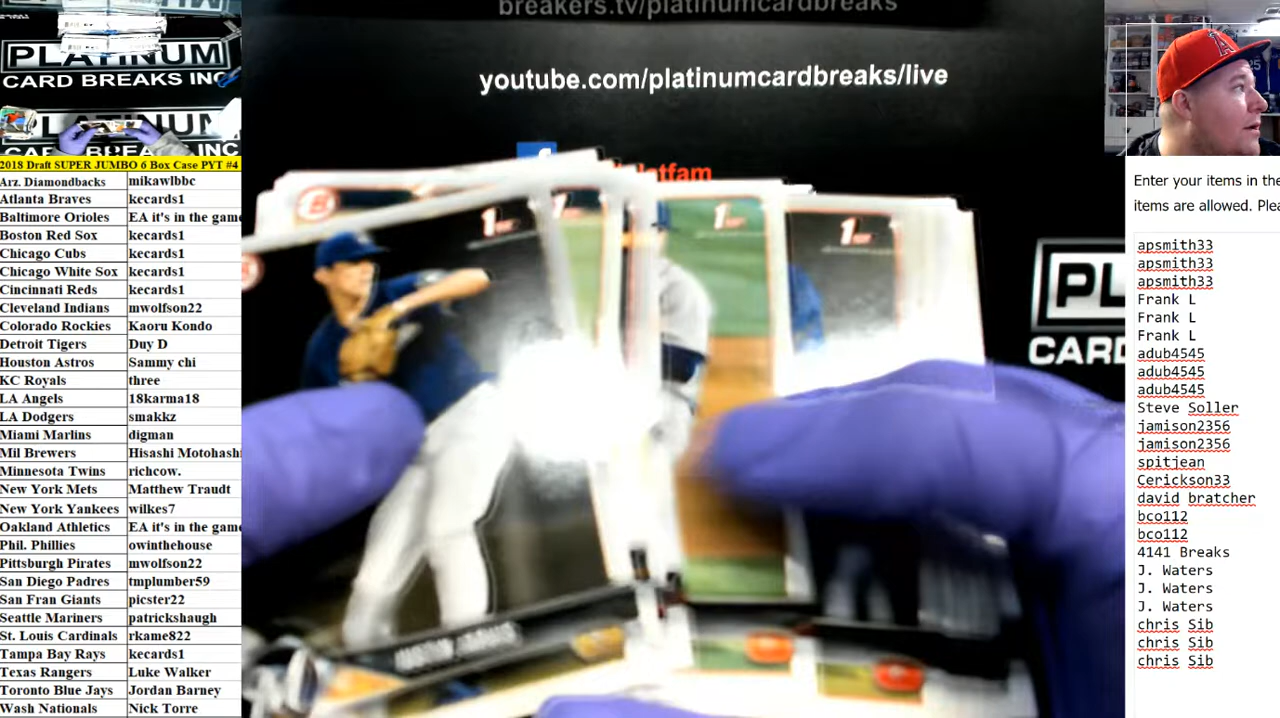 breakers.tv/platinumcardbreaks
youtube.com/platinumcardbreaks/live
PLATINUM
CARD BREAKS INC
PLATINUM
2018 Draft SUPER JUMBO 6 Box Case PYT #4
Arz. Diamondbacks mikawlbbc
Atlanta Braves kecards1
Baltimore Orioles EA it's in the game
Boston Red Sox kecards1
Chicago Cubs kecards1
Chicago White Sox kecards1
Cincinnati Reds kecards1
Cleveland Indians mwolfson22
Colorado Rockies Kaoru Kondo
Detroit Tigers Duy D
Houston Astros Sammy chi
KC Royals three
LA Angels 18karma18
LA Dodgers smakkz
Miami Marlins digman
Mil Brewers Hisashi Motohashi
Minnesota Twins richcow.
New York Mets Matthew Traudt
New York Yankees wilkes7
Oakland Athletics EA it's in the game
Phil. Phillies owinthehouse
Pittsburgh Pirates mwolfson22
San Diego Padres tmplumber59
San Fran Giants picster22
Seattle Mariners patrickshaugh
St. Louis Cardinals rkame822
Tampa Bay Rays kecards1
Texas Rangers Luke Walker
Toronto Blue Jays Jordan Barney
Wash Nationals Nick Torre
1st
1st
1st
PL
CARD
Enter your items in the
items are allowed. Plea
apsmith33
apsmith33
apsmith33
Frank L
Frank L
Frank L
adub4545
adub4545
adub4545
Steve Soller
jamison2356
jamison2356
spitjean
Cerickson33
david bratcher
bco112
bco112
4141 Breaks
J. Waters
J. Waters
J. Waters
chris Sib
chris Sib
chris Sib